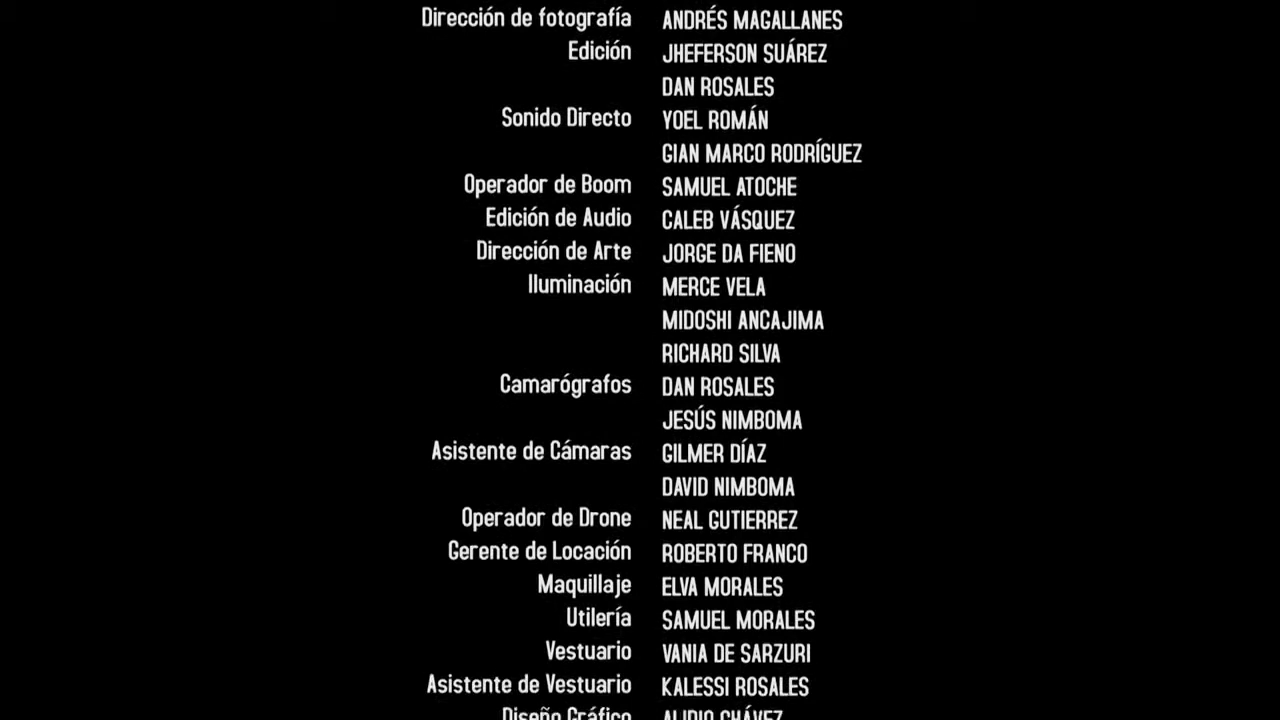 Dirección de fotografía ANDRÉS MAGALLANES
Edición JHEFERSON SUÁREZ
DAN ROSALES
Sonido Directo YOEL ROMÁN
GIAN MARCO RODRÍGUEZ
Operador de Boom SAMUEL ATOCHE
Edición de Audio CALEB VÁSQUEZ
Dirección de Arte JORGE DA FIENO
Iluminación MERCE VELA
MIDOSHI ANCAJIMA
RICHARD SILVA
Camarógrafos DAN ROSALES
JESÚS NIMBOMA
Asistente de Cámaras GILMER DÍAZ
DAVID NIMBOMA
Operador de Drone NEAL GUTIERREZ
Gerente de Locación ROBERTO FRANCO
Maquillaje ELVA MORALES
Utilería SAMUEL MORALES
Vestuario VANIA DE SARZURI
Asistente de Vestuario KALESSI ROSALES
Diseño Gráfico CHÁVEZ